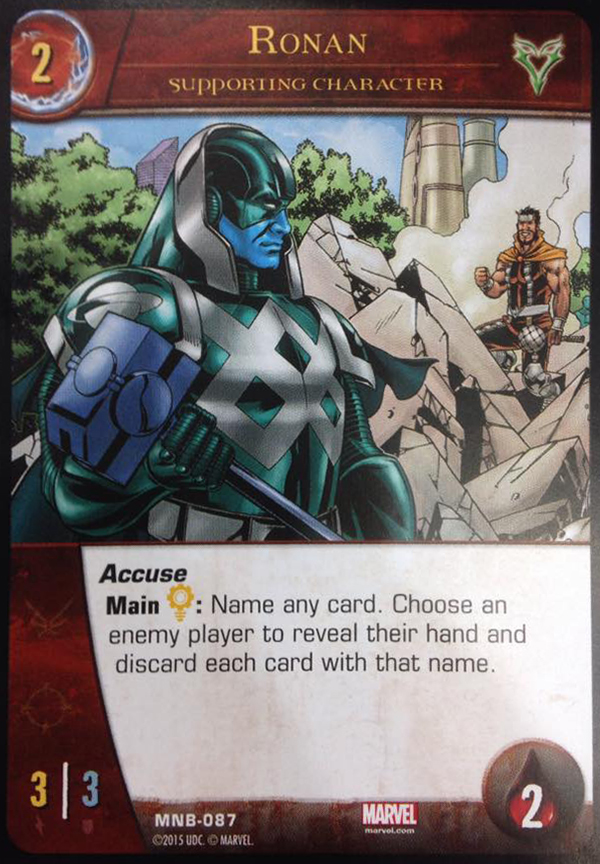 2
RONAN
SUPPORTING CHARACTER
Accuse
Main : Name any card. Choose an
enemy player to reveal their hand and
discard each card with that name.
3 | 3
2
MNB-087
MARVEL
marvel.com
©2015 UDC. © MARVEL.